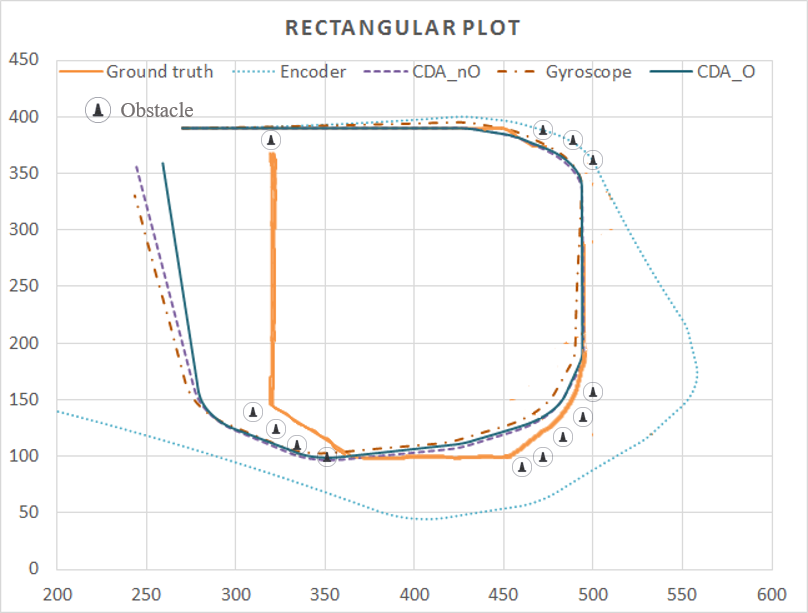 RECTANGULAR PLOT
Ground truth Encoder CDA_nO Gyroscope CDA_O
Obstacle
450
400
350
300
250
200
150
100
50
0
200 250 300 350 400 450 500 550 600